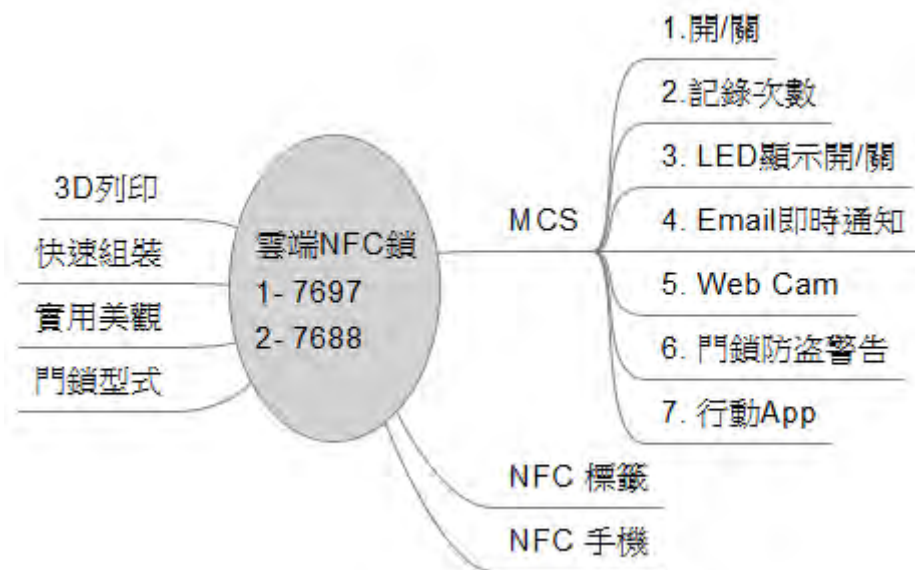 3D列印
快速組裝
實用美觀
門鎖型式
雲端NFC鎖
1- 7697
2- 7688
MCS
1.開/關
2.記錄次數
3. LED顯示開/關
4. Email即時通知
5. Web Cam
6. 門鎖防盗警告
7. 行動App
NFC 標籤
NFC 手機